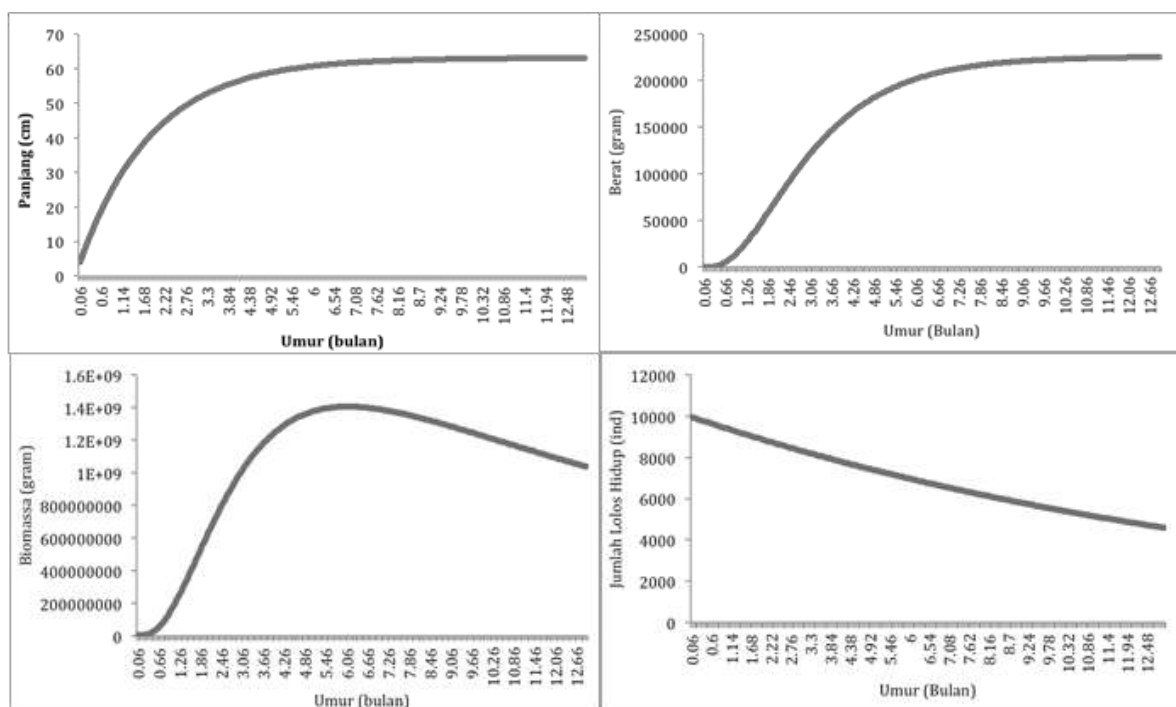 Panjang (cm)
70
60
50
40
30
20
10
0
0.06 0.6 1.14 1.68 2.22 2.76 3.3 3.84 4.38 4.92 5.46 6 6.54 7.08 7.62 8.16 8.7 9.24 9.78 10.32 10.86 11.4 11.94 12.48
Umur (bulan)
Berat (gram)
250000
200000
150000
100000
50000
0
0.06 0.66 1.26 1.86 2.46 3.06 3.66 4.26 4.86 5.46 6.06 6.66 7.26 7.86 8.46 9.06 9.66 10.26 10.86 11.46 12.06 12.66
Umur (Bulan)
Biomassa (gram)
1.6E+09
1.4E+09
1.2E+09
1E+09
800000000
600000000
400000000
200000000
0
0.06 0.66 1.26 1.86 2.46 3.06 3.66 4.26 4.86 5.46 6.06 6.66 7.26 7.86 8.46 9.06 9.66 10.26 10.86 11.46 12.06 12.66
Umur (bulan)
Jumlah Lolos Hidup (ind)
12000
10000
8000
6000
4000
2000
0
0.06 0.6 1.14 1.68 2.22 2.76 3.3 3.84 4.38 4.92 5.46 6 6.54 7.08 7.62 8.16 8.7 9.24 9.78 10.32 10.86 11.4 11.94 12.48
Umur (Bulan)